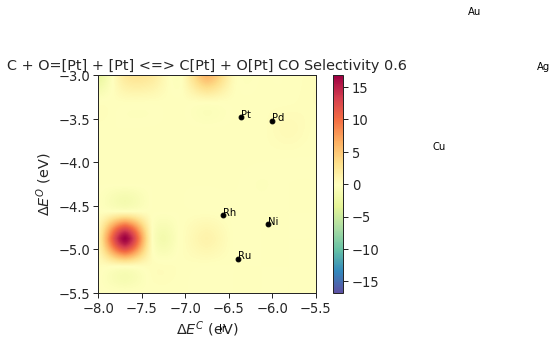 Au
C + O=[Pt] + [Pt] <=> C[Pt] + O[Pt] CO Selectivity 0.6
Ag
−3.0
−3.5
−4.0
−4.5
−5.0
−5.5
ΔE^O (eV)
Pt
Pd
Cu
Rh
Ni
Ru
15
10
5
0
−5
−10
−15
−8.0 −7.5 −7.0 −6.5 −6.0 −5.5
ΔE^C (eV)
Ir